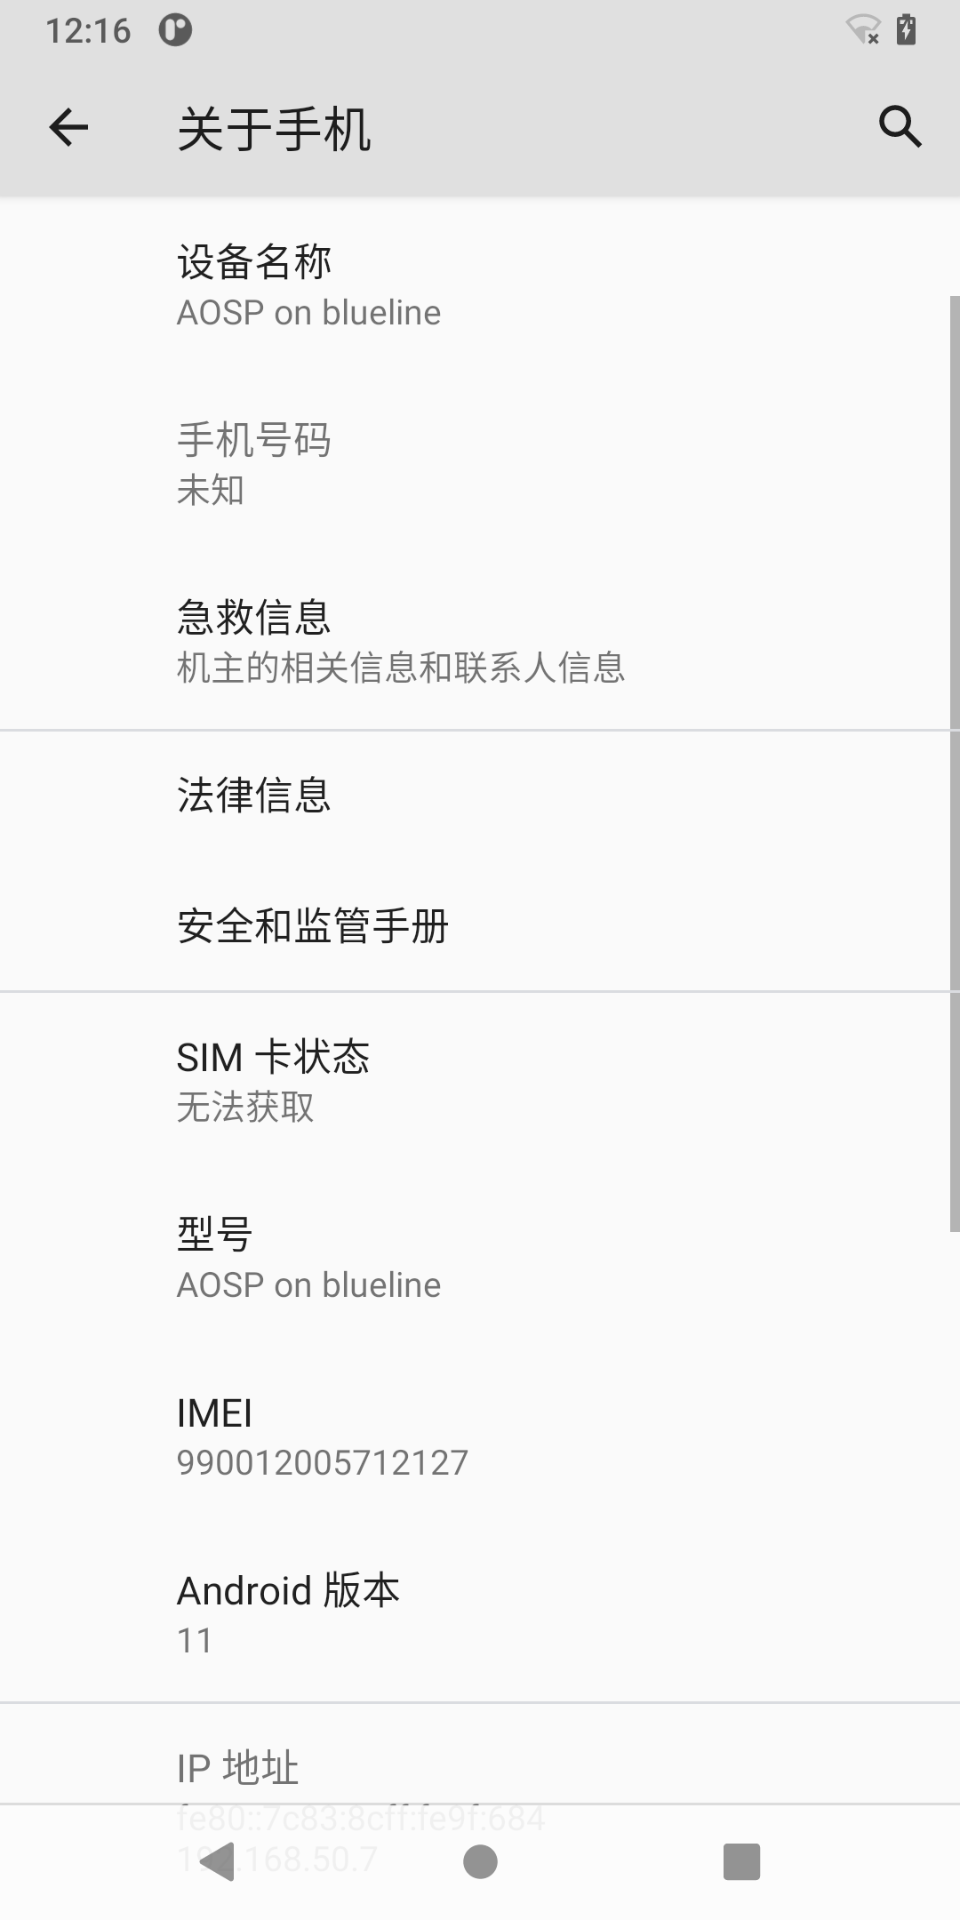 12:16
关于手机
设备名称
AOSP on blueline
手机号码
未知
急救信息
机主的相关信息和联系人信息
法律信息
安全和监管手册
SIM 卡状态
无法获取
型号
AOSP on blueline
IMEI
990012005712127
Android 版本
11
IP 地址
fe80::7c83:8cff:fe9f:684
192.168.50.7